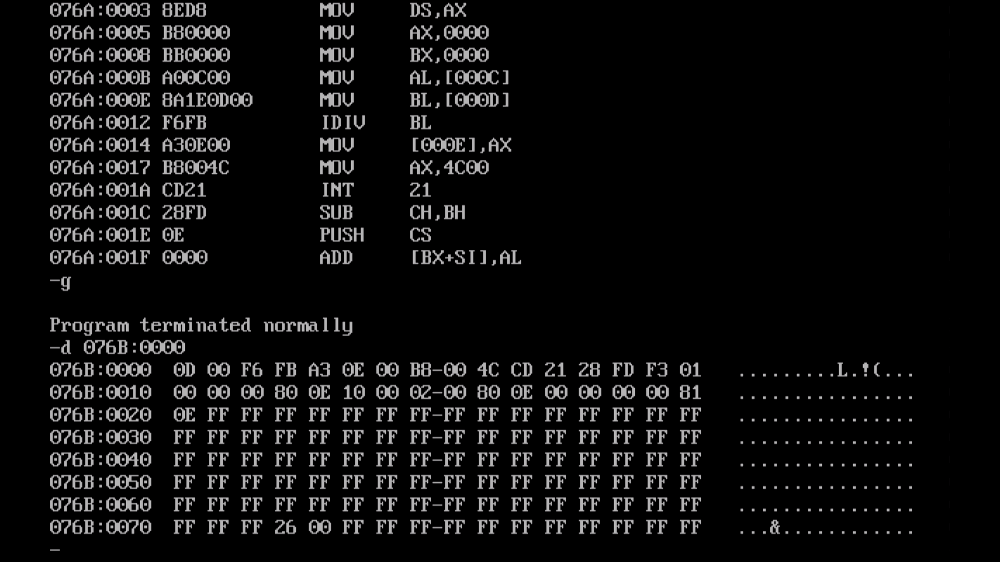 076A:0003 8ED8          MOV     DS,AX
076A:0005 B80000        MOV     AX,0000
076A:0008 BB0000        MOV     BX,0000
076A:000B A00C00        MOV     AL,[000C]
076A:000E 8A1E0D00      MOV     BL,[000D]
076A:0012 F6FB          IDIV    BL
076A:0014 A30E00        MOV     [000E],AX
076A:0017 B8004C        MOV     AX,4C00
076A:001A CD21          INT     21
076A:001C 28FD          SUB     CH,BH
076A:001E 0E            PUSH    CS
076A:001F 0000          ADD     [BX+SI],AL
-g
Program terminated normally
-d 076B:0000
076B:0000  0D 00 F6 FB A3 0E 00 B8-00 4C CD 21 28 FD F3 01   .........L.!(...
076B:0010  00 00 00 80 0E 10 00 02-00 80 0E 00 00 00 00 81   ................
076B:0020  0E FF FF FF FF FF FF FF-FF FF FF FF FF FF FF FF   ................
076B:0030  FF FF FF FF FF FF FF FF-FF FF FF FF FF FF FF FF   ................
076B:0040  FF FF FF FF FF FF FF FF-FF FF FF FF FF FF FF FF   ................
076B:0050  FF FF FF FF FF FF FF FF-FF FF FF FF FF FF FF FF   ................
076B:0060  FF FF FF FF FF FF FF FF-FF FF FF FF FF FF FF FF   ................
076B:0070  FF FF FF 26 00 FF FF FF-FF FF FF FF FF FF FF FF   ...&............
-